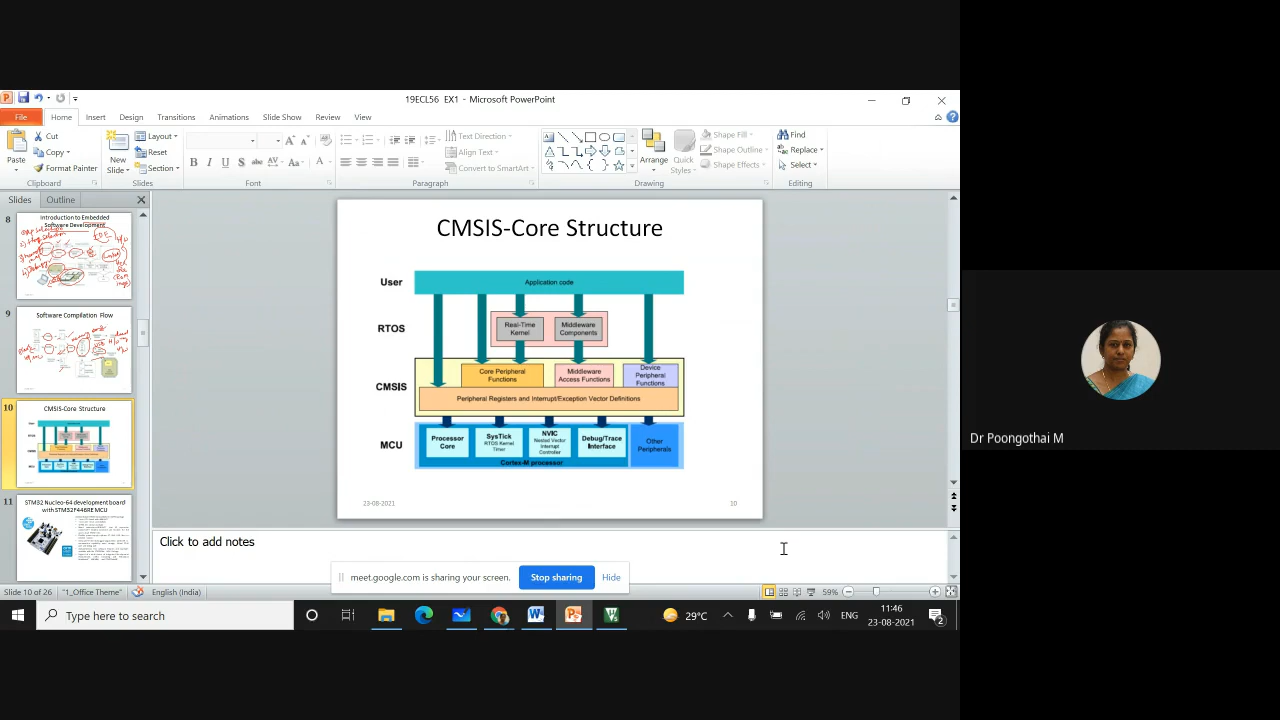 19ECL56 EX1 - Microsoft PowerPoint
File Home Insert Design Transitions Animations Slide Show Review View
Paste
Cut
Copy
Format Painter
Clipboard
New
Slide
Layout
Reset
Section
Slides
B I U S abc AV Aa A
Font
Text Direction
Align Text
Convert to SmartArt
Paragraph
Arrange
Quick
Styles
Shape Fill
Shape Outline
Shape Effects
Drawing
Find
Replace
Select
Editing
Slides Outline
8
Introduction to Embedded
Software Development
9
Software Compilation Flow
10
CMSIS-Core Structure
11
STM32 Nucleo-64 development board
with STM32F446RE MCU
CMSIS-Core Structure
User
Application code
RTOS
Real-Time
Kernel
Middleware
Components
CMSIS
Core Peripheral
Functions
Middleware
Access Functions
Device
Peripheral
Functions
Peripheral Registers and Interrupt/Exception Vector Definitions
MCU
Processor
Core
SysTick
RTOS Kernel
Timer
NVIC
Nested Vector
Interrupt
Controller
Debug/Trace
Interface
Other
Peripherals
Cortex-M processor
23-08-2021
10
Click to add notes
meet.google.com is sharing your screen.
Stop sharing
Hide
Slide 10 of 26
"1_Office Theme"
English (India)
59%
Type here to search
29°C
ENG
11:46
23-08-2021
2
Dr Poongothai M